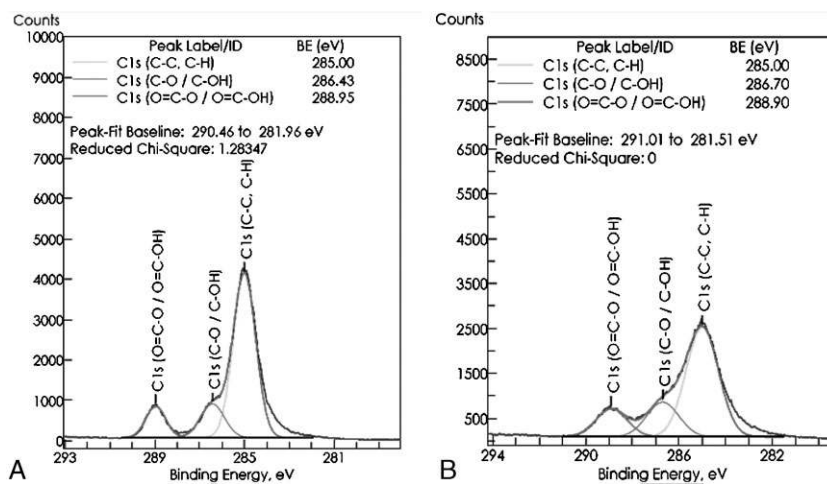 Counts
10000
9000
8000
7000
6000
5000
4000
3000
2000
1000
0
Peak Label/ID BE (eV)
C1s (C-C, C-H) 285.00
C1s (C-O / C-OH) 286.43
C1s (O=C-O / O=C-OH) 288.95
Peak-Fit Baseline: 290.46 to 281.96 eV
Reduced Chi-Square: 1.28347
C1s (O=C-O / O=C-OH)
C1s (C-O / C-OH)
C1s (C-C, C-H)
293 289 285 281
Binding Energy, eV
A
Counts
8500
7500
6500
5500
4500
3500
2500
1500
500
Peak Label/ID BE (eV)
C1s (C-C, C-H) 285.00
C1s (C-O / C-OH) 286.70
C1s (O=C-O / O=C-OH) 288.90
Peak-Fit Baseline: 291.01 to 281.51 eV
Reduced Chi-Square: 0
C1s (O=C-O / O=C-OH)
C1s (C-O / C-OH)
C1s (C-C, C-H)
294 290 286 282
Binding Energy, eV
B